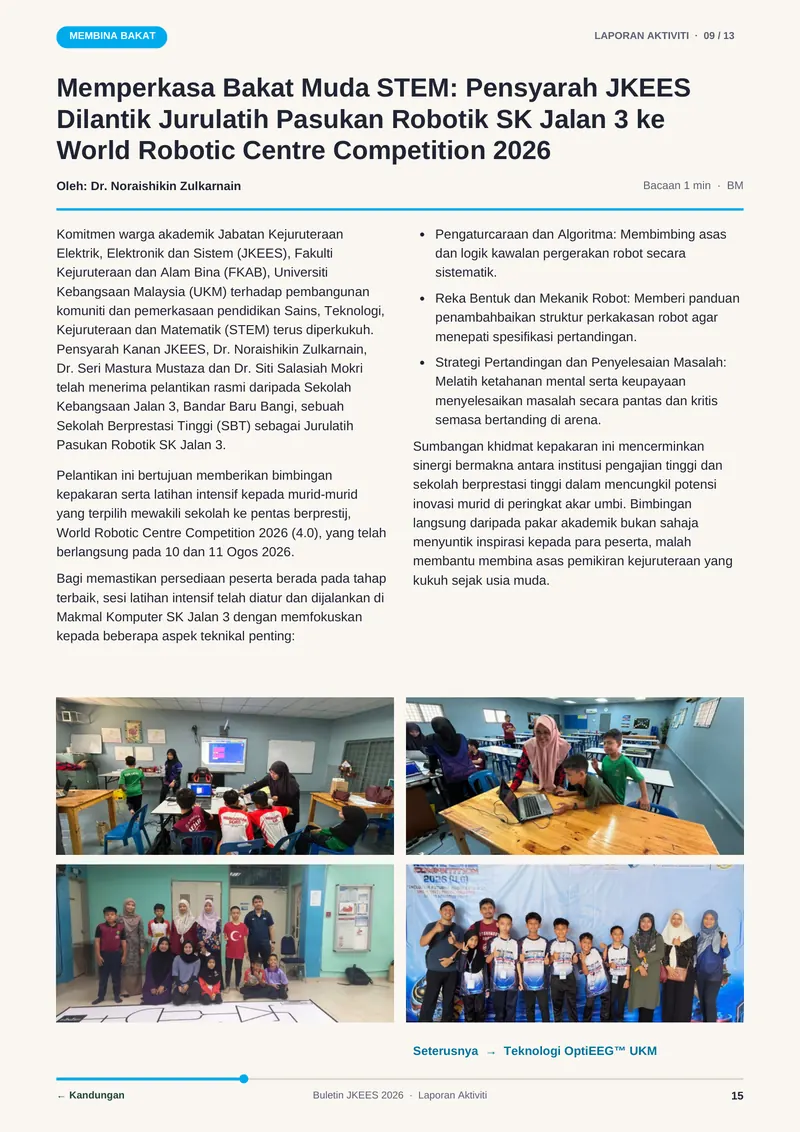 MEMBINA BAKAT
LAPORAN AKTIVITI · 09 / 13
Memperkasa Bakat Muda STEM: Pensyarah JKEES
Dilantik Jurulatih Pasukan Robotik SK Jalan 3 ke
World Robotic Centre Competition 2026
Oleh: Dr. Noraishikin Zulkarnain
Bacaan 1 min · BM
Komitmen warga akademik Jabatan Kejuruteraan
Elektrik, Elektronik dan Sistem (JKEES), Fakulti
Kejuruteraan dan Alam Bina (FKAB), Universiti
Kebangsaan Malaysia (UKM) terhadap pembangunan
komuniti dan pemerkasaan pendidikan Sains, Teknologi,
Kejuruteraan dan Matematik (STEM) terus diperkukuh.
Pensyarah Kanan JKEES, Dr. Noraishikin Zulkarnain,
Dr. Seri Mastura Mustaza dan Dr. Siti Salasiah Mokri
telah menerima pelantikan rasmi daripada Sekolah
Kebangsaan Jalan 3, Bandar Baru Bangi, sebuah
Sekolah Berprestasi Tinggi (SBT) sebagai Jurulatih
Pasukan Robotik SK Jalan 3.
Pelantikan ini bertujuan memberikan bimbingan
kepakaran serta latihan intensif kepada murid-murid
yang terpilih mewakili sekolah ke pentas berprestij,
World Robotic Centre Competition 2026 (4.0), yang telah
berlangsung pada 10 dan 11 Ogos 2026.
Bagi memastikan persediaan peserta berada pada tahap
terbaik, sesi latihan intensif telah diatur dan dijalankan di
Makmal Komputer SK Jalan 3 dengan memfokuskan
kepada beberapa aspek teknikal penting:
• Pengaturcaraan dan Algoritma: Membimbing asas
dan logik kawalan pergerakan robot secara
sistematik.
• Reka Bentuk dan Mekanik Robot: Memberi panduan
penambahbaikan struktur perkakasan robot agar
menepati spesifikasi pertandingan.
• Strategi Pertandingan dan Penyelesaian Masalah:
Melatih ketahanan mental serta keupayaan
menyelesaikan masalah secara pantas dan kritis
semasa bertanding di arena.
Sumbangan khidmat kepakaran ini mencerminkan
sinergi bermakna antara institusi pengajian tinggi dan
sekolah berprestasi tinggi dalam mencungkil potensi
inovasi murid di peringkat akar umbi. Bimbingan
langsung daripada pakar akademik bukan sahaja
menyuntik inspirasi kepada para peserta, malah
membantu membina asas pemikiran kejuruteraan yang
kukuh sejak usia muda.
2026 (4.0)
Seterusnya → Teknologi OptiEEG™ UKM
← Kandungan
Buletin JKEES 2026 · Laporan Aktiviti
15